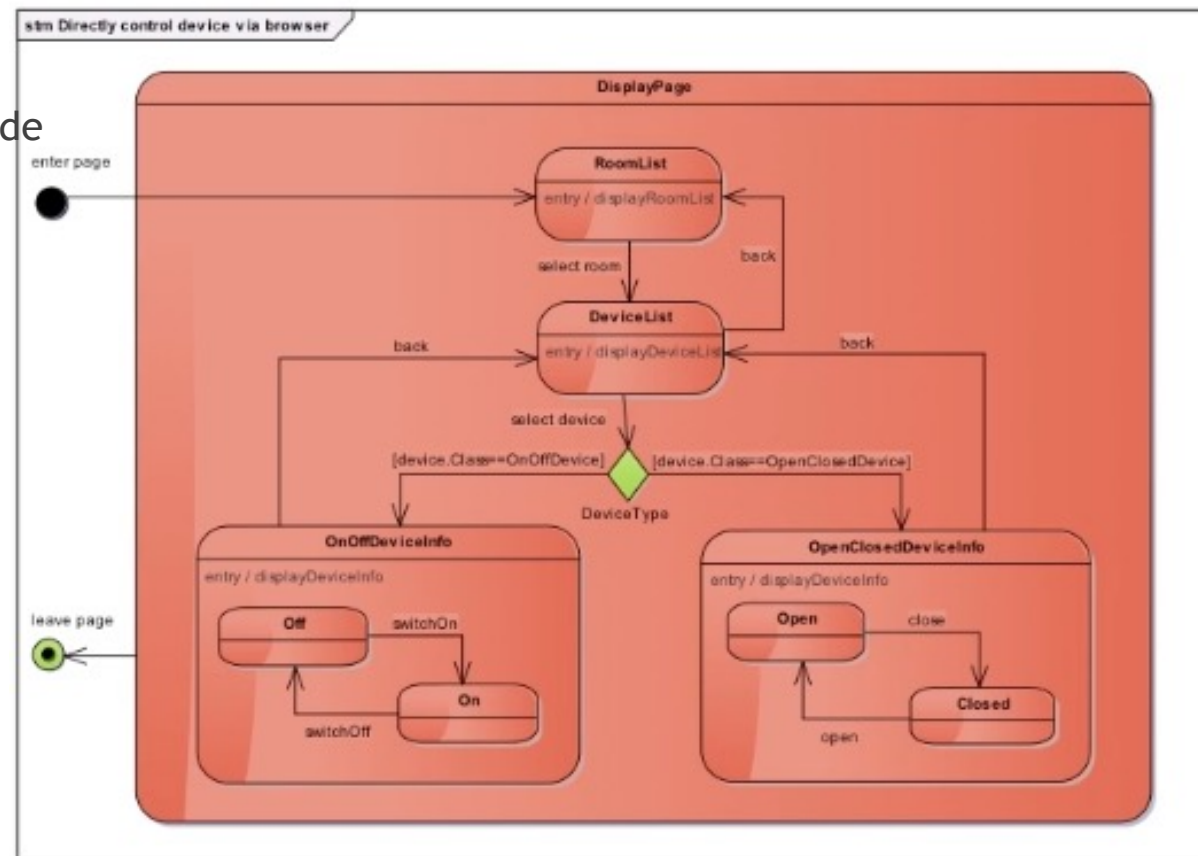 stm Directly control device via browser
DisplayPage
de
enter page
RoomList
entry / displayRoomList
select room
back
DeviceList
entry / displayDeviceList
back
back
select device
[device.Class==OnOffDevice]
[device.Class==OpenClosedDevice]
DeviceType
OnOffDeviceInfo
entry / displayDeviceInfo
Off
switchOn
On
switchOff
OpenClosedDeviceInfo
entry / displayDeviceInfo
Open
close
Closed
open
leave page